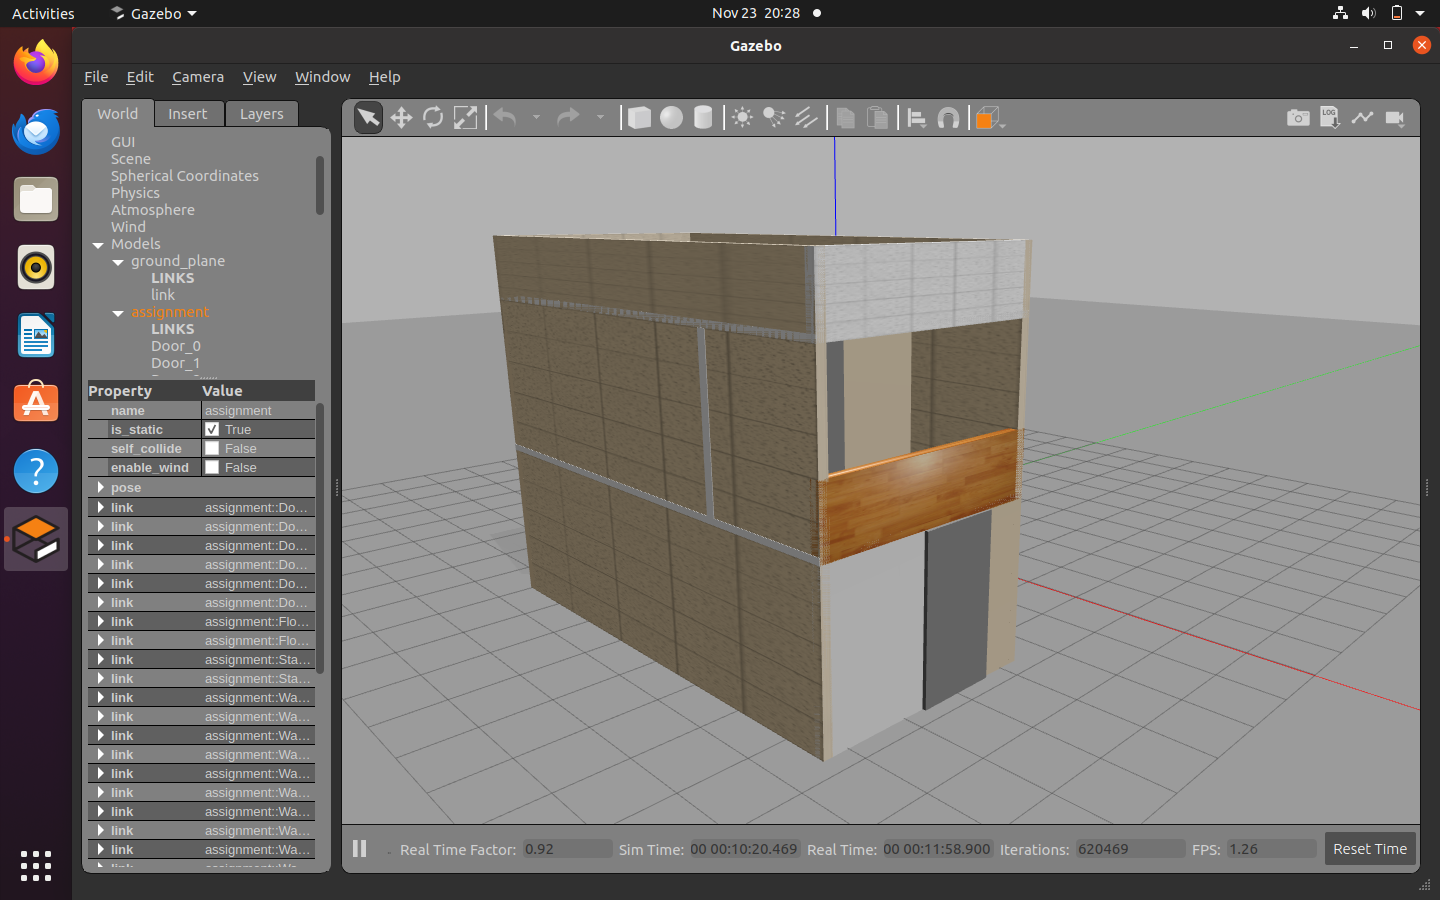 Activities Gazebo Nov 23 20:28
Gazebo
File Edit Camera View Window Help
World Insert Layers
GUI
Scene
Spherical Coordinates
Physics
Atmosphere
Wind
Models
ground_plane
LINKS
link
assignment
LINKS
Door_0
Door_1
Property Value
name assignment
is_static True
self_collide False
enable_wind False
pose
link assignment::Do...
link assignment::Do...
link assignment::Do...
link assignment::Do...
link assignment::Do...
link assignment::Do...
link assignment::Flo...
link assignment::Flo...
link assignment::Sta...
link assignment::Sta...
link assignment::Wa...
link assignment::Wa...
link assignment::Wa...
link assignment::Wa...
link assignment::Wa...
link assignment::Wa...
link assignment::Wa...
link assignment::Wa...
link assignment::Wa...
LOG
Real Time Factor: 0.92 Sim Time: 00 00:10:20.469 Real Time: 00 00:11:58.900 Iterations: 620469 FPS: 1.26 Reset Time